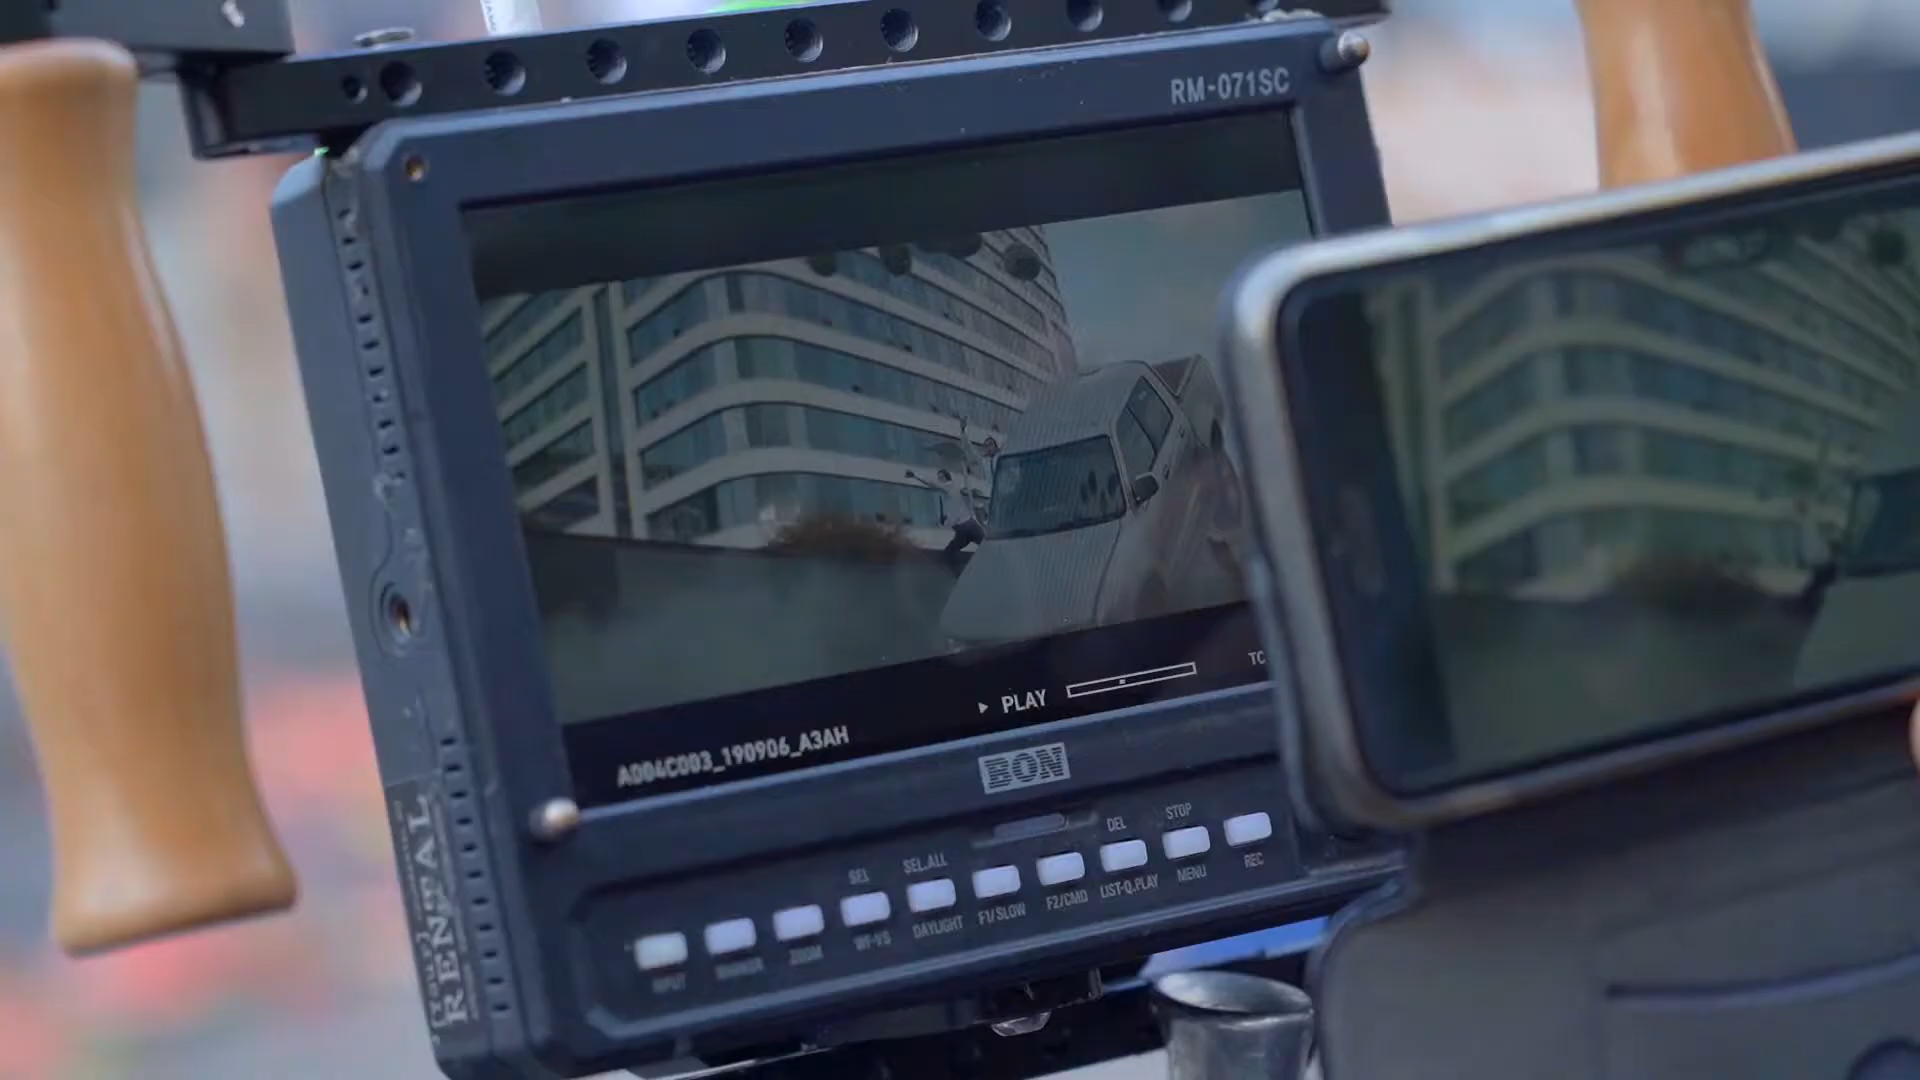 RM-071SC
PLAY
TC
A004C003_190906_A3AH
BON
SEL
SEL.ALL
DEL
STOP
INPUT
MARKER
ZOOM
WF-VS
DAYLIGHT
F1/SLOW
F2/CMD
LIST-Q.PLAY
MENU
REC
RENTAL